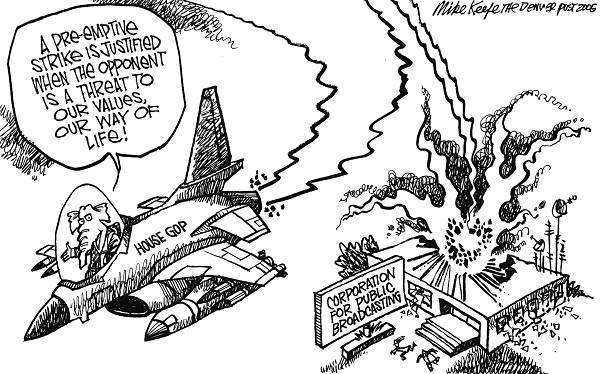 Mike Keefe THE DENVER POST 2005
A PRE-EMPTIVE
STRIKE IS JUSTIFIED
WHEN THE OPPONENT
IS A THREAT TO
OUR VALUES,
OUR WAY OF
LIFE!
HOUSE GOP
CORPORATION
FOR PUBLIC
BROADCASTING